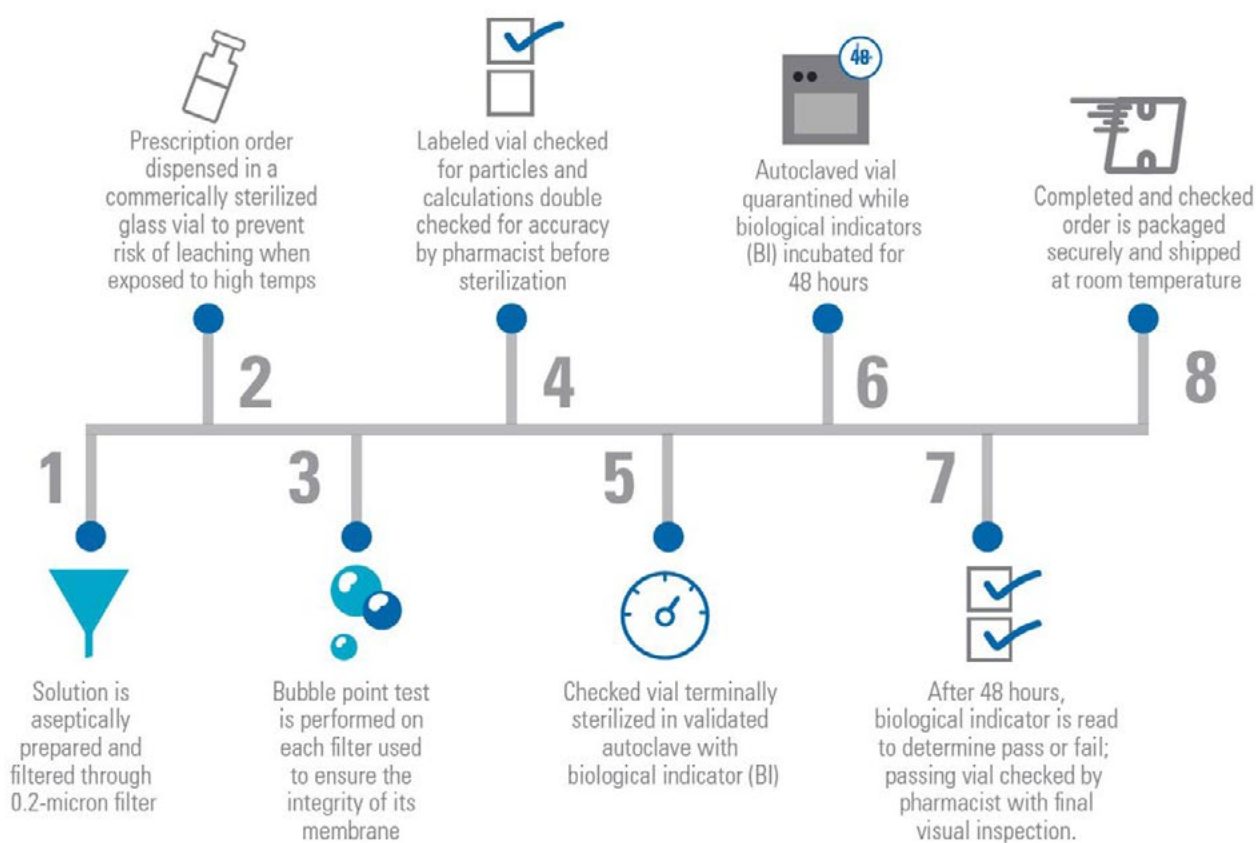 1
Solution is
aseptically
prepared and
filtered through
0.2-micron filter
2
Prescription order
dispensed in a
commerically sterilized
glass vial to prevent
risk of leaching when
exposed to high temps
3
Bubble point test
is performed on
each filter used
to ensure the
integrity of its
membrane
4
Labeled vial checked
for particles and
calculations double
checked for accuracy
by pharmacist before
sterilization
5
Checked vial terminally
sterilized in validated
autoclave with
biological indicator (BI)
6
48
Autoclaved vial
quarantined while
biological indicators
(BI) incubated for
48 hours
7
After 48 hours,
biological indicator is read
to determine pass or fail;
passing vial checked by
pharmacist with final
visual inspection.
8
Completed and checked
order is packaged
securely and shipped
at room temperature